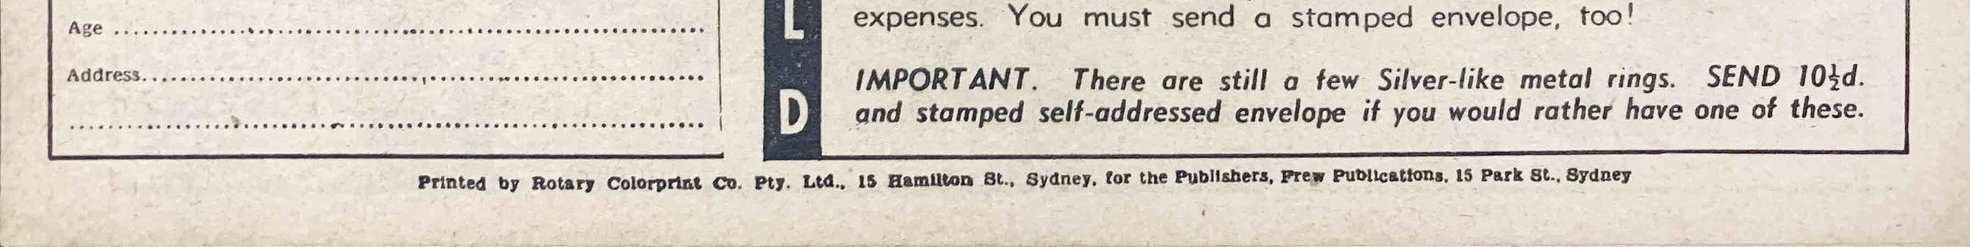 Age
Address
L
D
expenses. You must send a stamped envelope, too!
IMPORTANT. There are still a few Silver-like metal rings. SEND 10½d.
and stamped self-addressed envelope if you would rather have one of these.
Printed by Rotary Colorprint Co. Pty. Ltd., 15 Hamilton St., Sydney, for the Publishers, Frew Publications, 15 Park St., Sydney